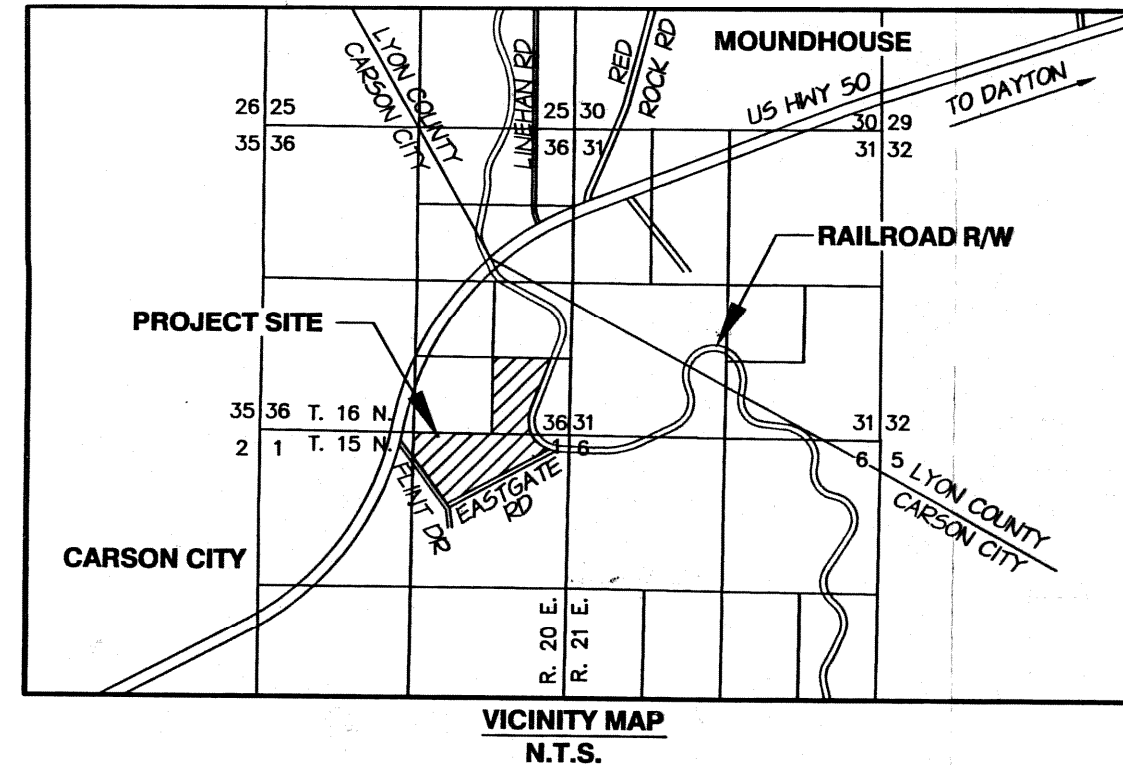 MOUNDHOUSE
LYON COUNTY
CARSON CITY
LINEHAN RD
RED
ROCK RD
US HWY 50
TO DAYTON
26 25
35 36
25 30
36 31
30 29
31 32
RAILROAD R/W
PROJECT SITE
35 36 T. 16 N.
2 1 T. 15 N.
36 31
1 6
31 32
6 5
LYON COUNTY
CARSON CITY
FLINT DR
EASTGATE
RD
CARSON CITY
R. 20 E.
R. 21 E.
VICINITY MAP
N.T.S.